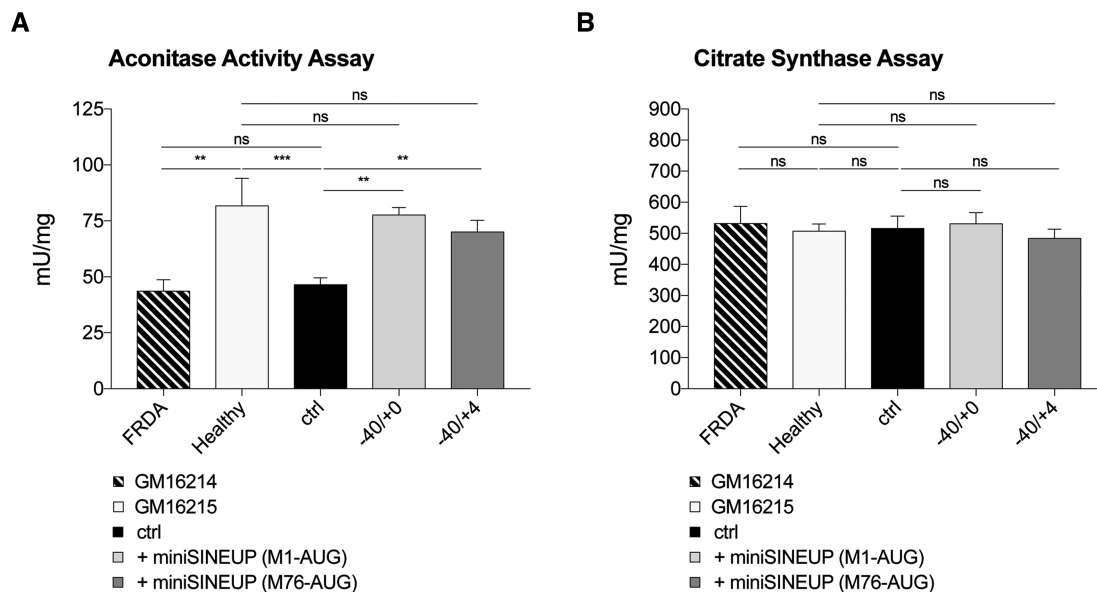 A
Aconitase Activity Assay
ns
ns
ns
** *** **
**
125
100
75
50
25
0
mU/mg
FRDA
Healthy
ctrl
-40/+0
-40/+4
GM16214
GM16215
ctrl
+ miniSINEUP (M1-AUG)
+ miniSINEUP (M76-AUG)
B
Citrate Synthase Assay
ns
ns
ns
ns ns ns
ns
900
800
700
600
500
400
300
200
100
0
mU/mg
FRDA
Healthy
ctrl
-40/+0
-40/+4
GM16214
GM16215
ctrl
+ miniSINEUP (M1-AUG)
+ miniSINEUP (M76-AUG)